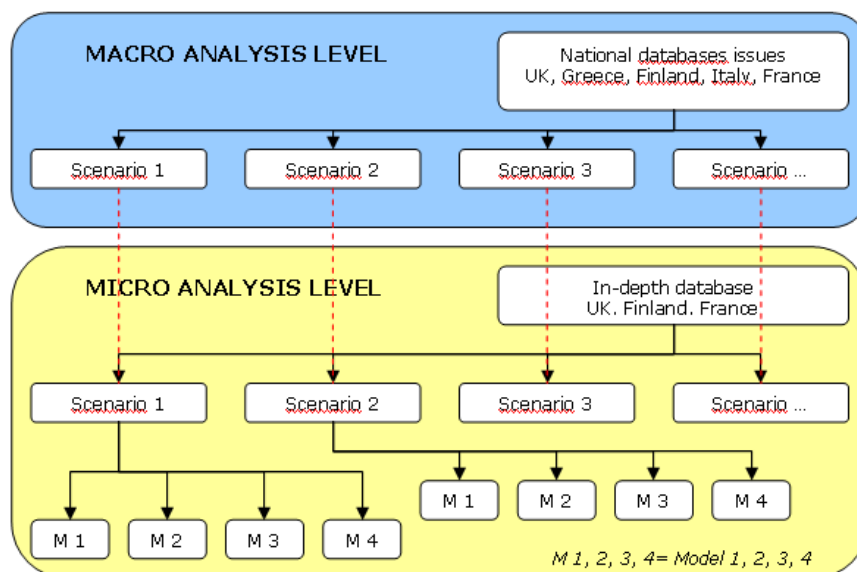 MACRO ANALYSIS LEVEL
National databases issues
UK, Greece, Finland, Italy, France
Scenario 1
Scenario 2
Scenario 3
Scenario ...
MICRO ANALYSIS LEVEL
In-depth database
UK. Finland. France
Scenario 1
Scenario 2
Scenario 3
Scenario ...
M 1
M 2
M 3
M 4
M 1
M 2
M 3
M 4
M 1, 2, 3, 4= Model 1, 2, 3, 4